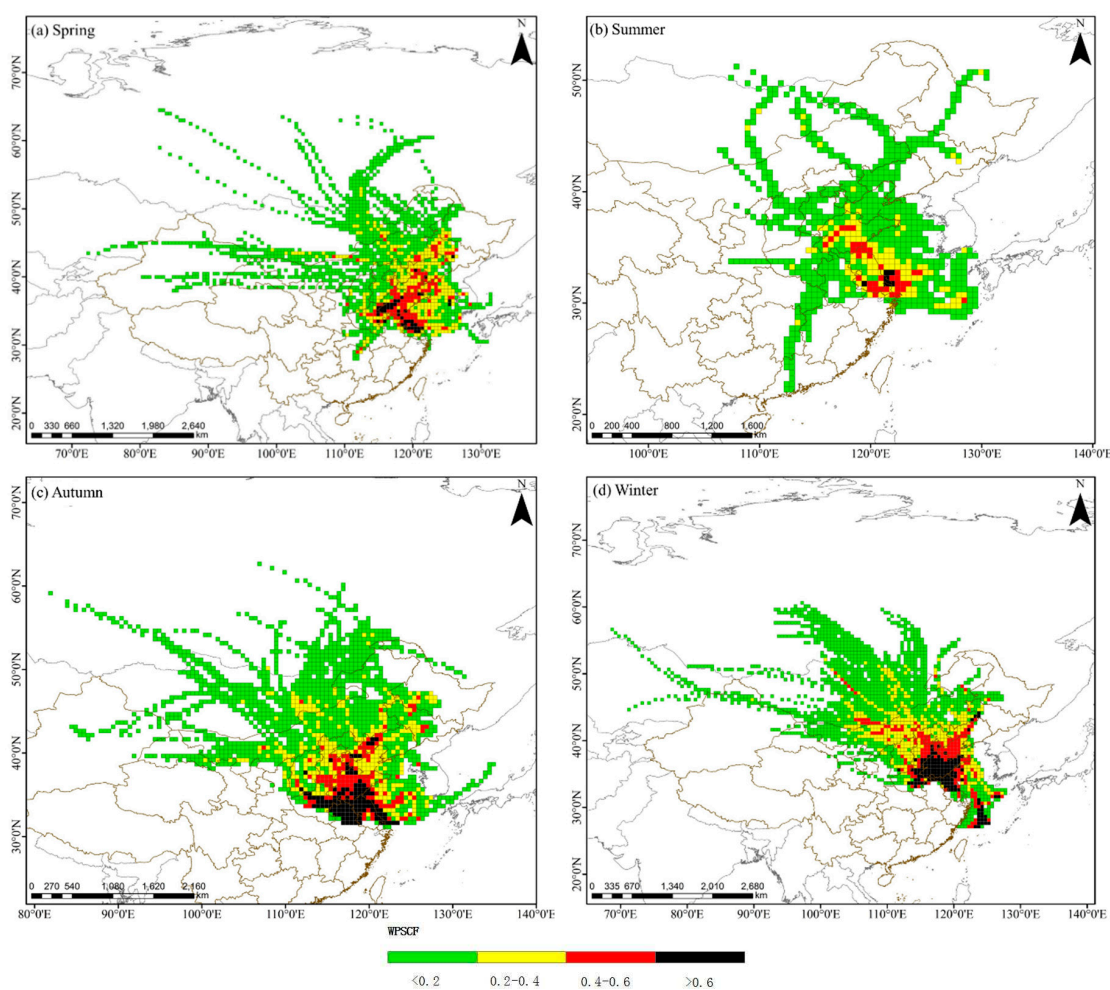 (a) Spring
N
70°0'N
60°0'N
50°0'N
40°0'N
30°0'N
20°0'N
0 330 660 1,320 1,980 2,640
km
70°0'E 80°0'E 90°0'E 100°0'E 110°0'E 120°0'E 130°0'E
(b) Summer
N
50°0'N
40°0'N
30°0'N
20°0'N
0 200 400 800 1,200 1,600
km
100°0'E 110°0'E 120°0'E 130°0'E 140°0'E
(c) Autumn
N
70°0'N
60°0'N
50°0'N
40°0'N
30°0'N
0 270 540 1,080 1,620 2,160
km
80°0'E 90°0'E 100°0'E 110°0'E 120°0'E 130°0'E 140°0'E
(d) Winter
N
70°0'N
60°0'N
50°0'N
40°0'N
30°0'N
20°0'N
0 335 670 1,340 2,010 2,680
km
70°0'E 80°0'E 90°0'E 100°0'E 110°0'E 120°0'E 130°0'E 140°0'E
WPSCF
<0.2 0.2-0.4 0.4-0.6 >0.6